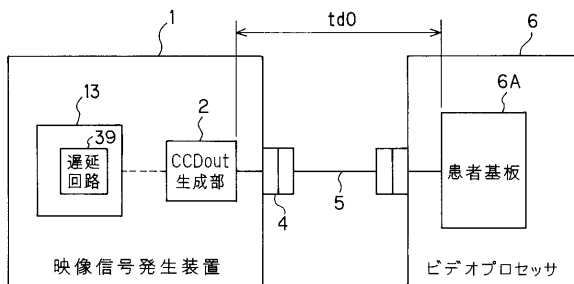 1
td0
6
13
39
遅延
回路
2
CCDout
生成部
4
5
6A
患者基板
映像信号発生装置
ビデオプロセッサ